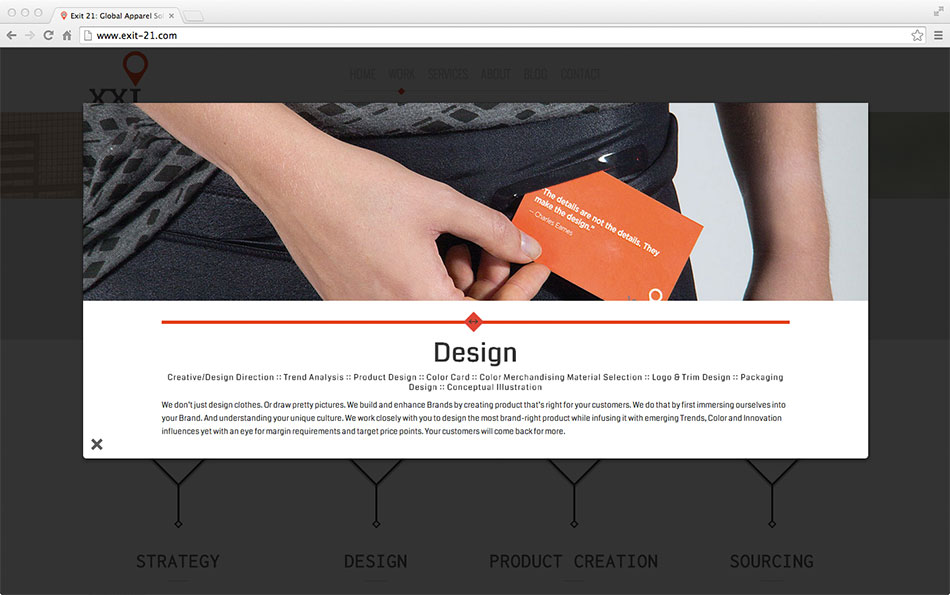 Exit 21: Global Apparel So
www.exit-21.com
HOME WORK SERVICES ABOUT BLOG CONTACT
XXI
The details are not the details. They
make the design."
– Charles Eames
Design
Creative/Design Direction :: Trend Analysis :: Product Design :: Color Card :: Color Merchandising Material Selection :: Logo & Trim Design :: Packaging
Design :: Conceptual Illustration
We don't just design clothes. Or draw pretty pictures. We build and enhance Brands by creating product that's right for your customers. We do that by first immersing ourselves into
your Brand. And understanding your unique culture. We work closely with you to design the most brand-right product while infusing it with emerging Trends, Color and Innovation
influences yet with an eye for margin requirements and target price points. Your customers will come back for more.
STRATEGY DESIGN PRODUCT CREATION SOURCING